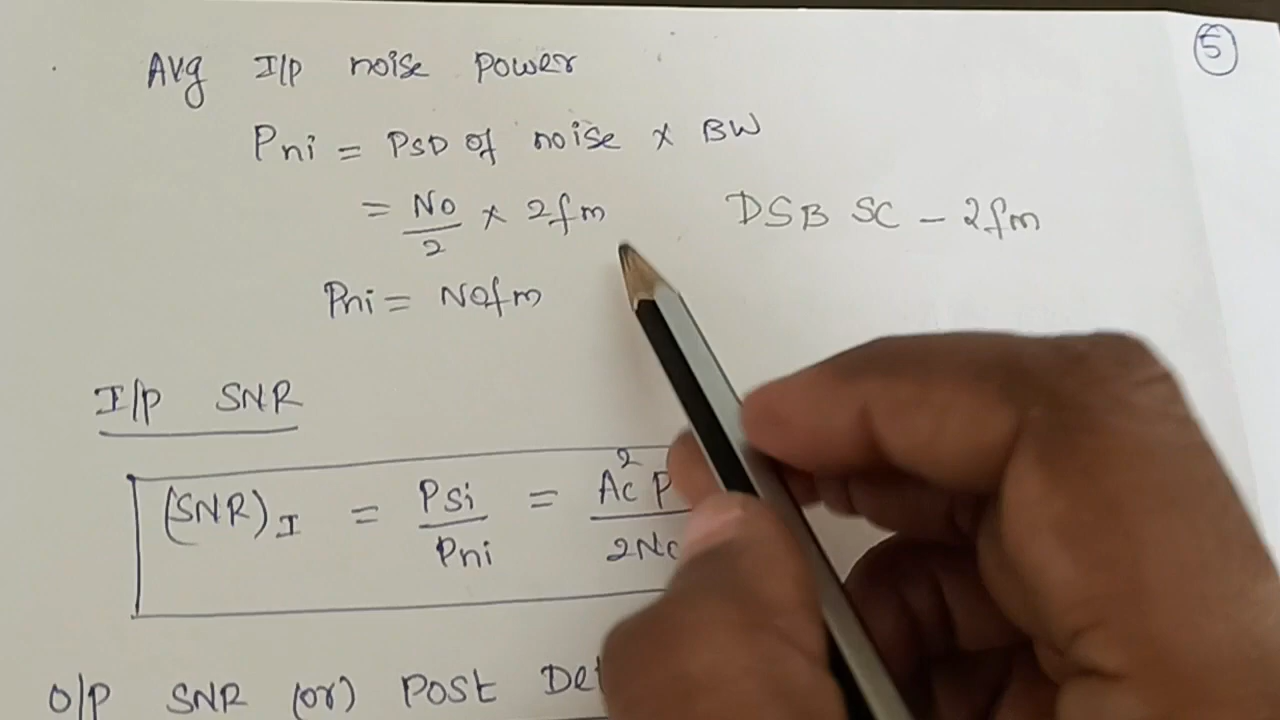 5
Avg I/p noise power
Pni = PSD of noise x BW
= No/2 x 2fm DSB SC - 2fm
Pni = Nofm
I/p SNR
(SNR)I = Psi/Pni = Ac²P
2No
O/p SNR (or) Post Det